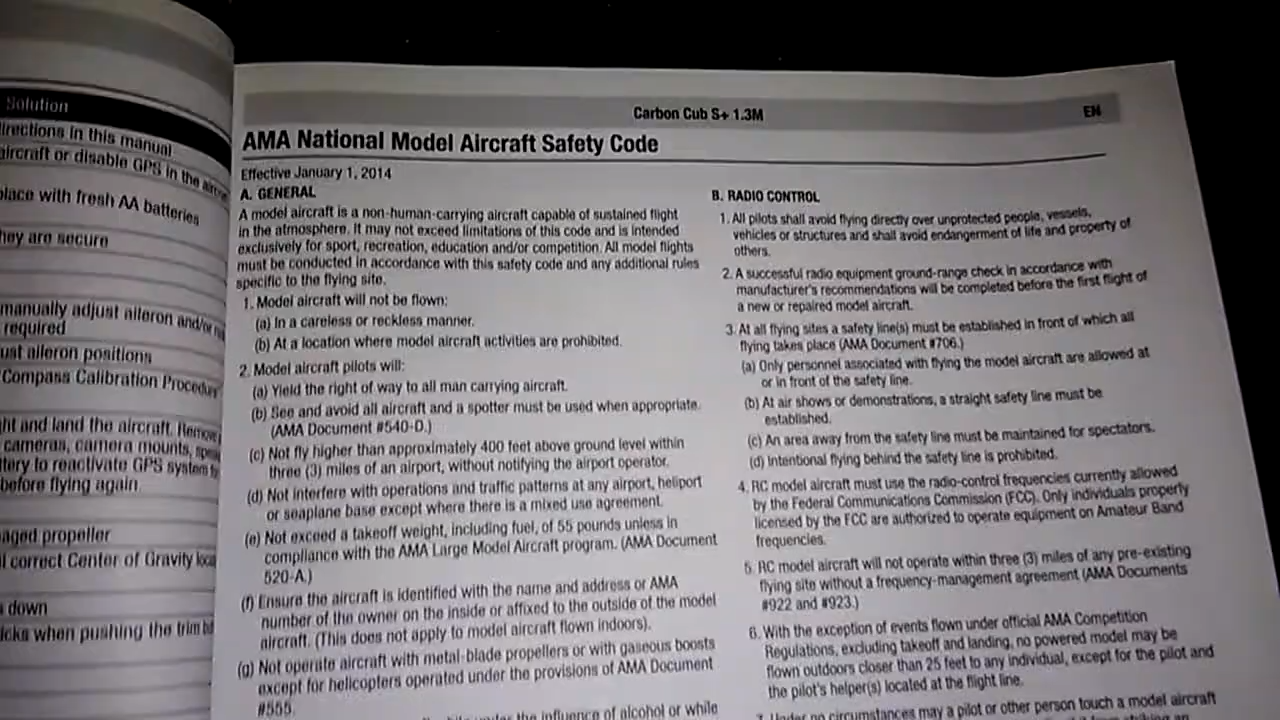 Solution
directions in this manual
aircraft or disable GPS in the
place with fresh AA batteries
they are secure
manually adjust aileron and/or
required
aileron positions
Compass Calibration Procedure
and land the aircraft. Remove
cameras, camera mounts,
to reactivate GPS system
before flying again.
propeller
correct Center of Gravity
down
when pushing the trim
Carbon Cub S+ 1.3M
EN
AMA National Model Aircraft Safety Code
Effective January 1, 2014
A. GENERAL
A model aircraft is a non-human-carrying aircraft capable of sustained flight
in the atmosphere. It may not exceed limitations of this code and is intended
exclusively for sport, recreation, education and/or competition. All model flights
must be conducted in accordance with this safety code and any additional rules
specific to the flying site.
1. Model aircraft will not be flown:
(a) In a careless or reckless manner.
(b) At a location where model aircraft activities are prohibited.
2. Model aircraft pilots will:
(a) Yield the right of way to all man carrying aircraft.
(b) See and avoid all aircraft and a spotter must be used when appropriate.
(AMA Document #540-D.)
(c) Not fly higher than approximately 400 feet above ground level within
three (3) miles of an airport, without notifying the airport operator.
(d) Not interfere with operations and traffic patterns at any airport, heliport
or seaplane base except where there is a mixed use agreement.
(e) Not exceed a takeoff weight, including fuel, of 55 pounds unless in
compliance with the AMA Large Model Aircraft program. (AMA Document
520-A.)
(f) Ensure the aircraft is identified with the name and address or AMA
number of the owner on the inside or affixed to the outside of the model
aircraft. (This does not apply to model aircraft flown indoors).
(g) Not operate aircraft with metal-blade propellers or with gaseous boosts
except for helicopters operated under the provisions of AMA Document
#555.
under the influence of alcohol or while
B. RADIO CONTROL
1. All pilots shall avoid flying directly over unprotected people, vessels,
vehicles or structures and shall avoid endangerment of life and property of
others.
2. A successful radio equipment ground-range check in accordance with
manufacturer's recommendations will be completed before the first flight of
a new or repaired model aircraft.
3. At all flying sites a safety line(s) must be established in front of which all
flying takes place (AMA Document #706.)
(a) Only personnel associated with flying the model aircraft are allowed at
or in front of the safety line.
(b) At air shows or demonstrations, a straight safety line must be
established.
(c) An area away from the safety line must be maintained for spectators.
(d) Intentional flying behind the safety line is prohibited.
4. RC model aircraft must use the radio-control frequencies currently allowed
by the Federal Communications Commission (FCC). Only individuals properly
licensed by the FCC are authorized to operate equipment on Amateur Band
frequencies.
5. RC model aircraft will not operate within three (3) miles of any pre-existing
flying site without a frequency-management agreement (AMA Documents
#922 and #923.)
6. With the exception of events flown under official AMA Competition
Regulations, excluding takeoff and landing, no powered model may be
flown outdoors closer than 25 feet to any individual, except for the pilot and
the pilot's helper(s) located at the flight line.
7. Under no circumstances may a pilot or other person touch a model aircraft